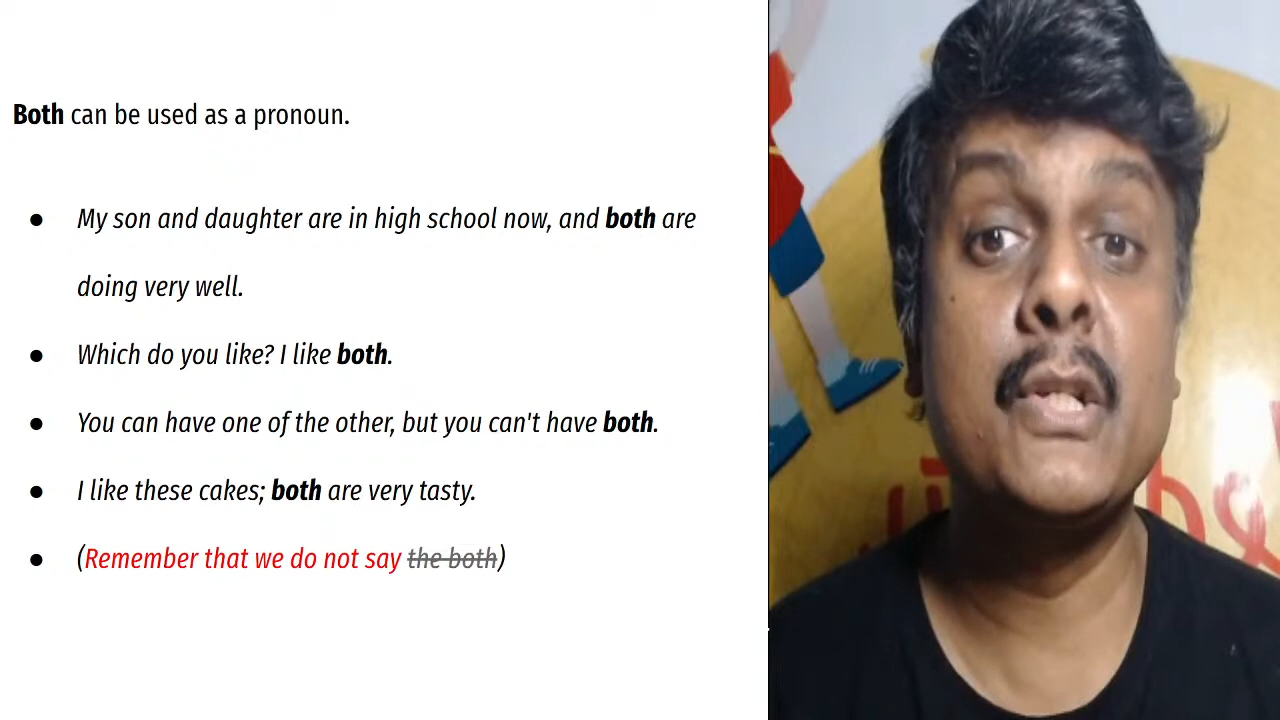 Both can be used as a pronoun.
● My son and daughter are in high school now, and both are
doing very well.
● Which do you like? I like both.
● You can have one of the other, but you can't have both.
● I like these cakes; both are very tasty.
● (Remember that we do not say the both)